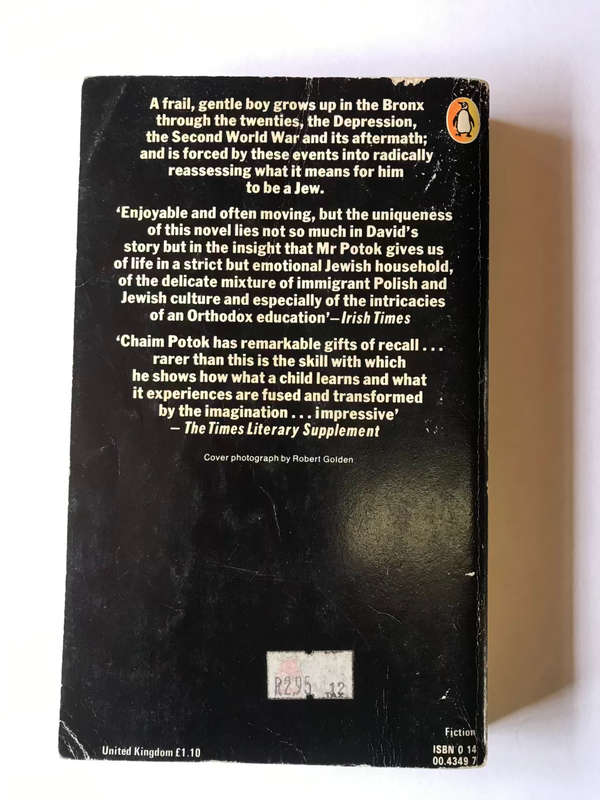 A frail, gentle boy grows up in the Bronx
through the twenties, the Depression,
the Second World War and its aftermath;
and is forced by these events into radically
reassessing what it means for him
to be a Jew.
‘Enjoyable and often moving, but the uniqueness
of this novel lies not so much in David's
story but in the insight that Mr Potok gives us
of life in a strict but emotional Jewish household,
of the delicate mixture of immigrant Polish and
Jewish culture and especially of the intricacies
of an Orthodox education’–Irish Times
‘Chaim Potok has remarkable gifts of recall ...
rarer than this is the skill with which
he shows how what a child learns and what
it experiences are fused and transformed
by the imagination ... impressive’
– The Times Literary Supplement
Cover photograph by Robert Golden
R2.95 12
TAX
Fiction
United Kingdom £1.10
ISBN 0 14
00.4349 7